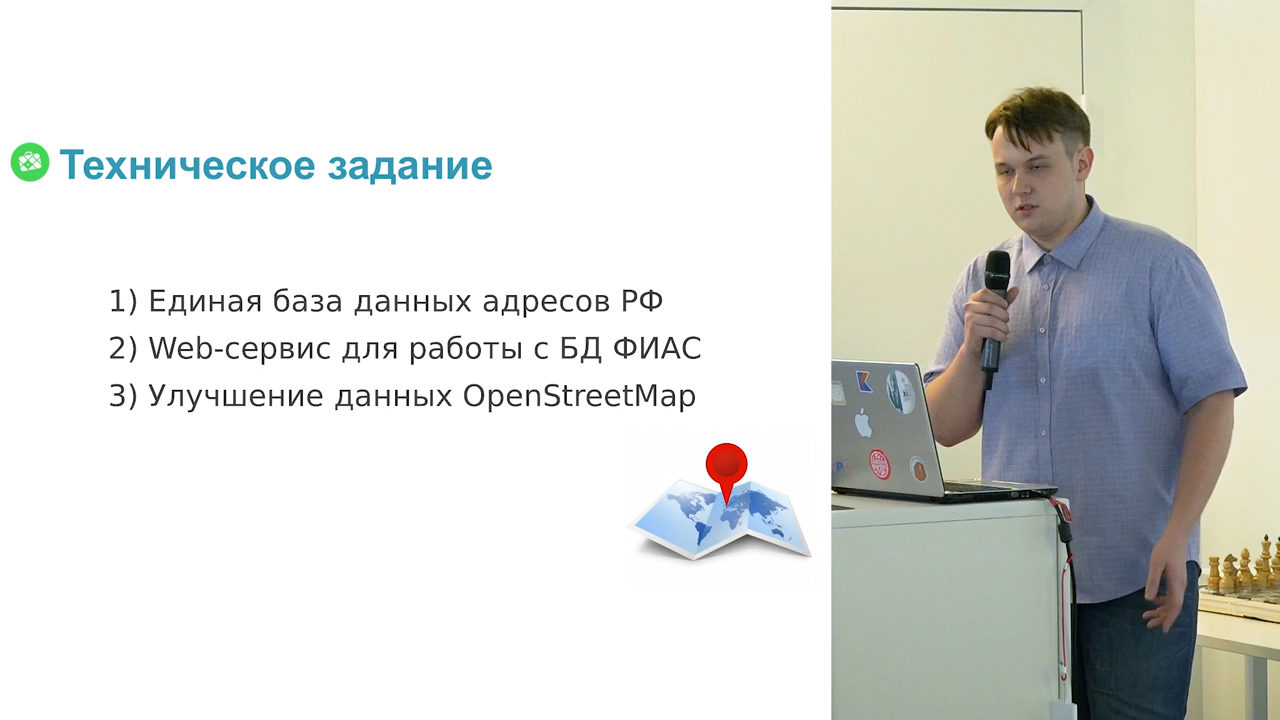 Техническое задание
1) Единая база данных адресов РФ
2) Web-сервис для работы с БД ФИАС
3) Улучшение данных OpenStreetMap